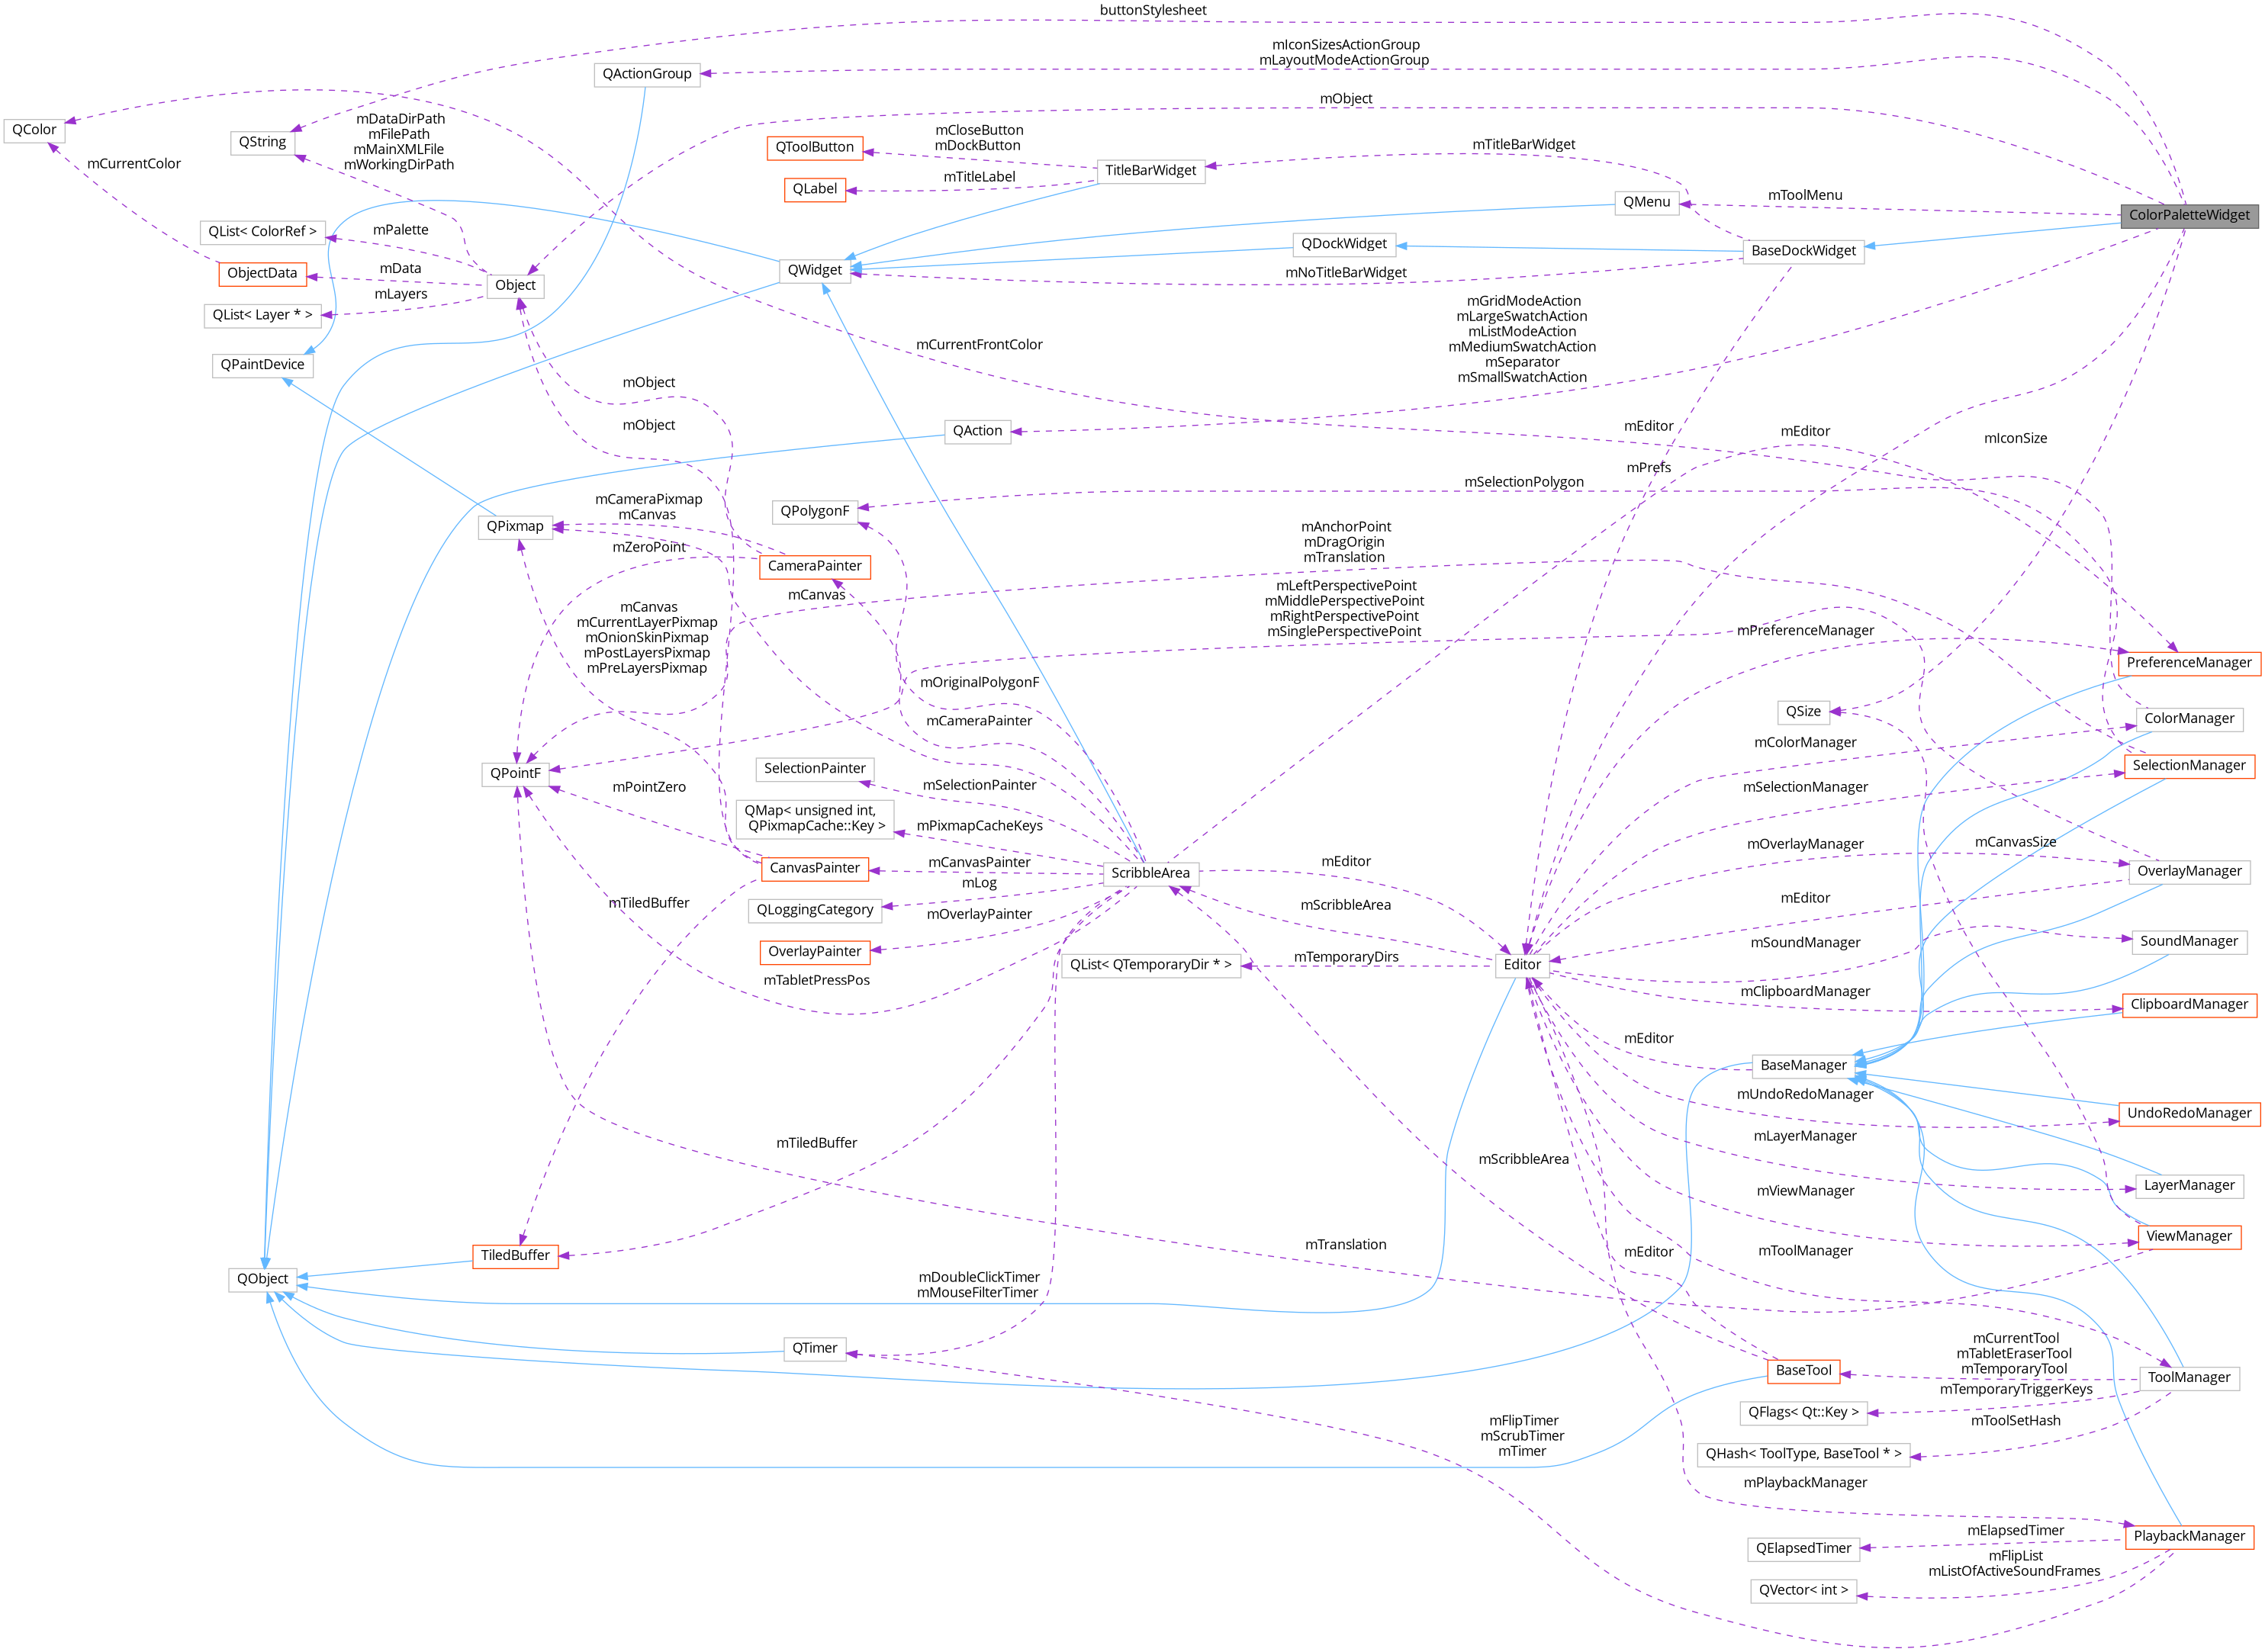 buttonStylesheet
mIconSizesActionGroup
mLayoutModeActionGroup
QActionGroup
mObject
QColor
QString
mDataDirPath
mFilePath
mMainXMLFile
mWorkingDirPath
mCurrentColor
QToolButton
mCloseButton
mDockButton
TitleBarWidget
mTitleBarWidget
QLabel
mTitleLabel
QMenu
mToolMenu
ColorPaletteWidget
QList< ColorRef >
mPalette
QDockWidget
BaseDockWidget
ObjectData
mData
Object
QWidget
mNoTitleBarWidget
QList< Layer * >
mLayers
mCurrentFrontColor
mGridModeAction
mLargeSwatchAction
mListModeAction
mMediumSwatchAction
mSeparator
mSmallSwatchAction
QPaintDevice
mObject
mObject
QAction
mEditor
mEditor
mIconSize
mPrefs
mSelectionPolygon
mCameraPixmap
mCanvas
QPolygonF
QPixmap
mAnchorPoint
mDragOrigin
mTranslation
mZeroPoint
CameraPainter
mCanvas
mLeftPerspectivePoint
mMiddlePerspectivePoint
mRightPerspectivePoint
mSinglePerspectivePoint
mCanvas
mCurrentLayerPixmap
mOnionSkinPixmap
mPostLayersPixmap
mPreLayersPixmap
mPreferenceManager
PreferenceManager
mOriginalPolygonF
QSize
ColorManager
mCameraPainter
mColorManager
QPointF
SelectionPainter
SelectionManager
mPointZero
mSelectionPainter
mSelectionManager
QMap< unsigned int,
QPixmapCache::Key >
mPixmapCacheKeys
mCanvasSize
mOverlayManager
CanvasPainter
mCanvasPainter
mEditor
ScribbleArea
OverlayManager
mLog
mTiledBuffer
QLoggingCategory
mOverlayPainter
mScribbleArea
mEditor
OverlayPainter
mSoundManager
SoundManager
QList< QTemporaryDir * >
mTemporaryDirs
Editor
mTabletPressPos
mClipboardManager
ClipboardManager
mEditor
BaseManager
mUndoRedoManager
UndoRedoManager
mTiledBuffer
mLayerManager
mScribbleArea
LayerManager
mViewManager
ViewManager
mTranslation
mEditor
mToolManager
TiledBuffer
QObject
mDoubleClickTimer
mMouseFilterTimer
QTimer
mCurrentTool
mTabletEraserTool
mTemporaryTool
BaseTool
ToolManager
mTemporaryTriggerKeys
QFlags< Qt::Key >
mToolSetHash
mFlipTimer
mScrubTimer
mTimer
QHash< ToolType, BaseTool * >
mPlaybackManager
mElapsedTimer
PlaybackManager
QElapsedTimer
mFlipList
mListOfActiveSoundFrames
QVector< int >